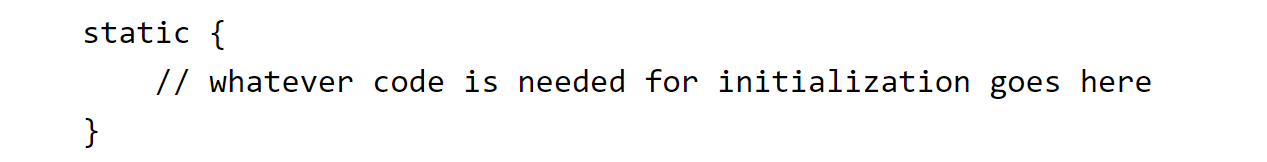 static {
    // whatever code is needed for initialization goes here
}